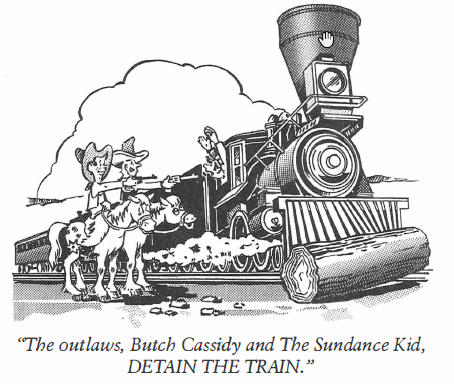 “The outlaws, Butch Cassidy and The Sundance Kid,
DETAIN THE TRAIN.”